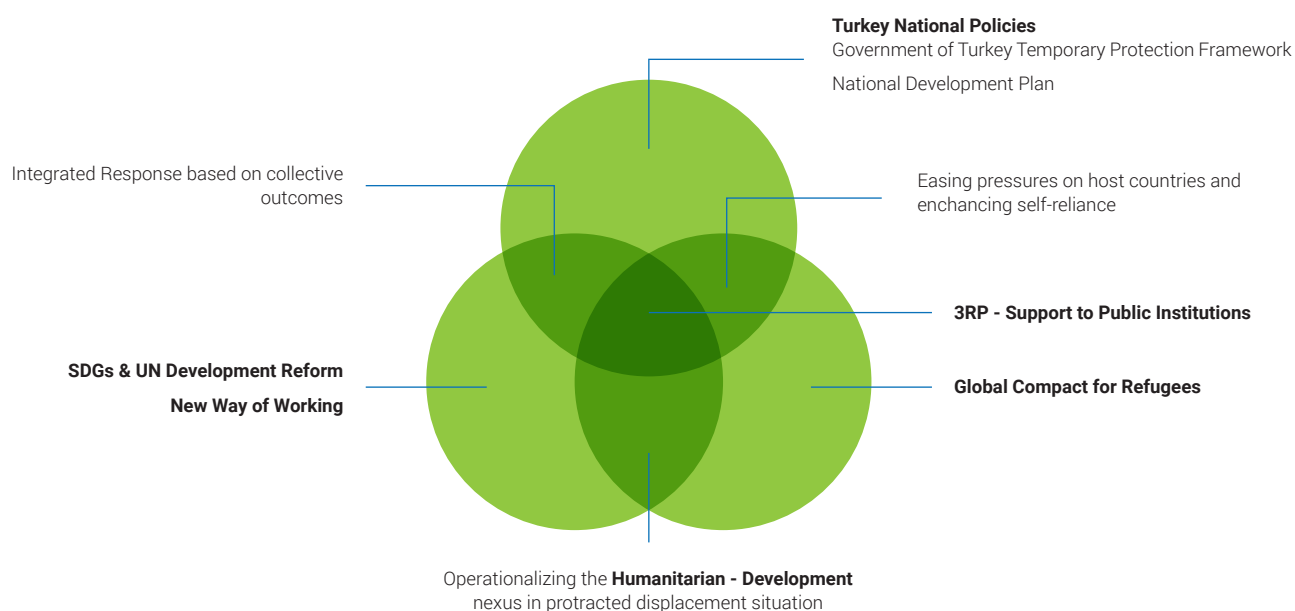 Turkey National Policies
Government of Turkey Temporary Protection Framework
National Development Plan
Integrated Response based on collective
outcomes
Easing pressures on host countries and
enchancing self-reliance
3RP - Support to Public Institutions
SDGs & UN Development Reform
New Way of Working
Global Compact for Refugees
Operationalizing the Humanitarian - Development
nexus in protracted displacement situation